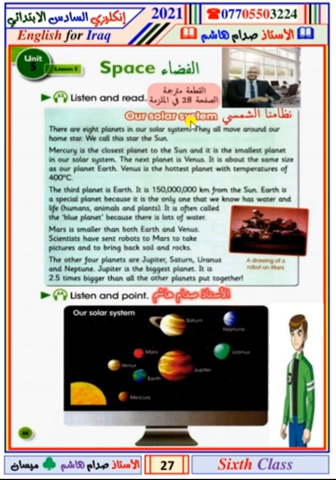 إنكليزي السادس الابتدائي
2021
☎07705503224
English for Iraq
الأستاذ صدام هاشم
Unit
5
Lesson 5
Space الفضاء
Listen and read.
القطعة مترجمة
الصفحة 28 في الملزمة
Our solar system نظامنا الشمسي
There are eight planets in our solar system. They all move around our
home star. We call this star the Sun.
Mercury is the closest planet to the Sun and it is the smallest planet
in our solar system. The next planet is Venus. It is about the same size
as our planet Earth. Venus is the hottest planet with temperatures of
400°C.
The third planet is Earth. It is 150,000,000 km from the Sun. Earth is
a special planet because it is the only one that we know has water and
life (humans, animals and plants). It is often called
the 'blue planet' because there is lots of water.
Mars is smaller than both Earth and Venus.
Scientists have sent robots to Mars to take
pictures and to bring back soil and rocks.
The other four planets are Jupiter, Saturn, Uranus
and Neptune. Jupiter is the biggest planet. It is
2.5 times bigger than all the other planets put together!
A drawing of a
robot on Mars
Listen and point.
الأستاذ صدام هاشم
Our solar system
Saturn
Neptune
Mars
Uranus
Venus
Jupiter
Earth
Mercury
66
الأستاذ صدام هاشم ♣ ميسان
27
Sixth Class